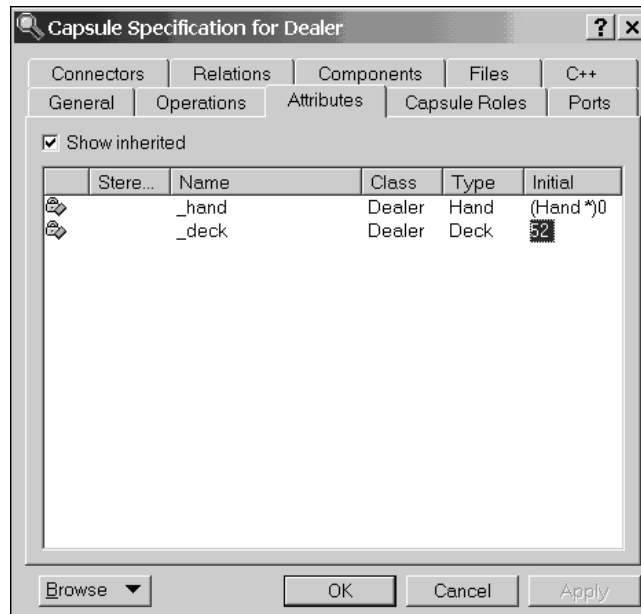 Capsule Specification for Dealer
Connectors Relations Components Files C++
General Operations Attributes Capsule Roles Ports
Show inherited
Stere... Name Class Type Initial
_hand Dealer Hand (Hand *)0
_deck Dealer Deck 52
Browse OK Cancel Apply